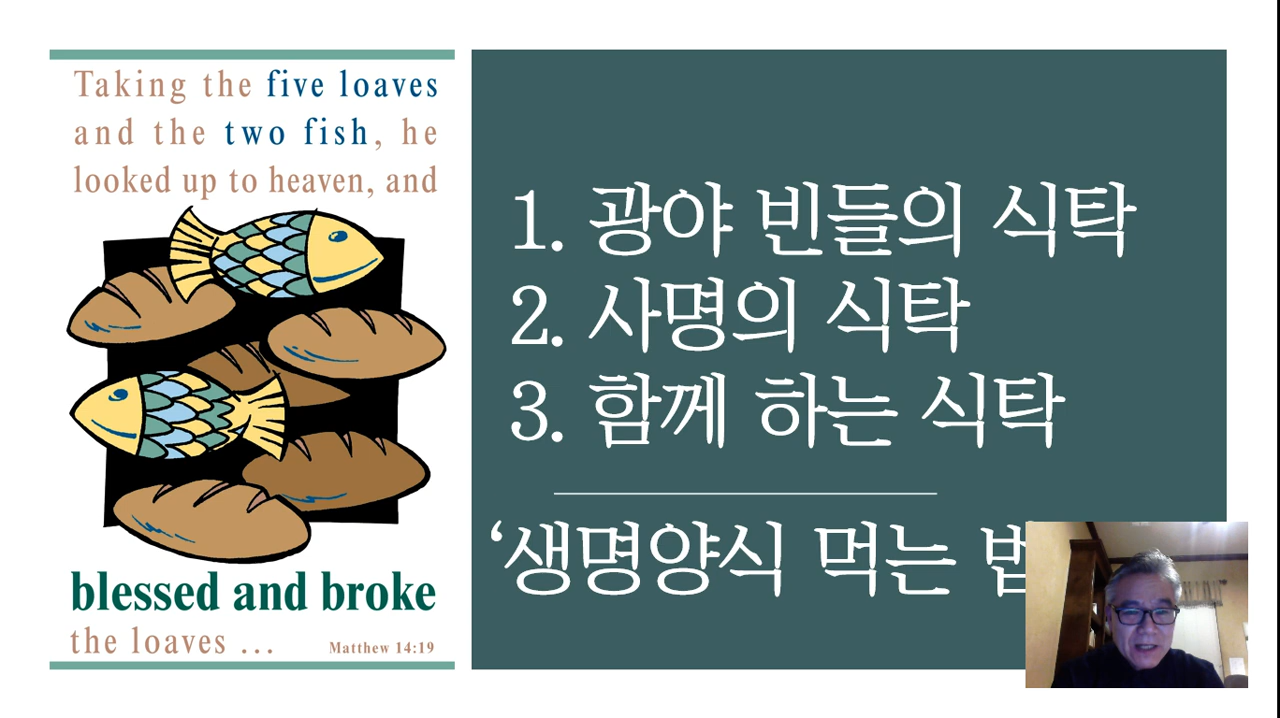 Taking the five loaves
and the two fish, he
looked up to heaven, and
blessed and broke
the loaves ...
Matthew 14:19
1. 광야 빈들의 식탁
2. 사명의 식탁
3. 함께 하는 식탁
‘생명양식 먹는 법